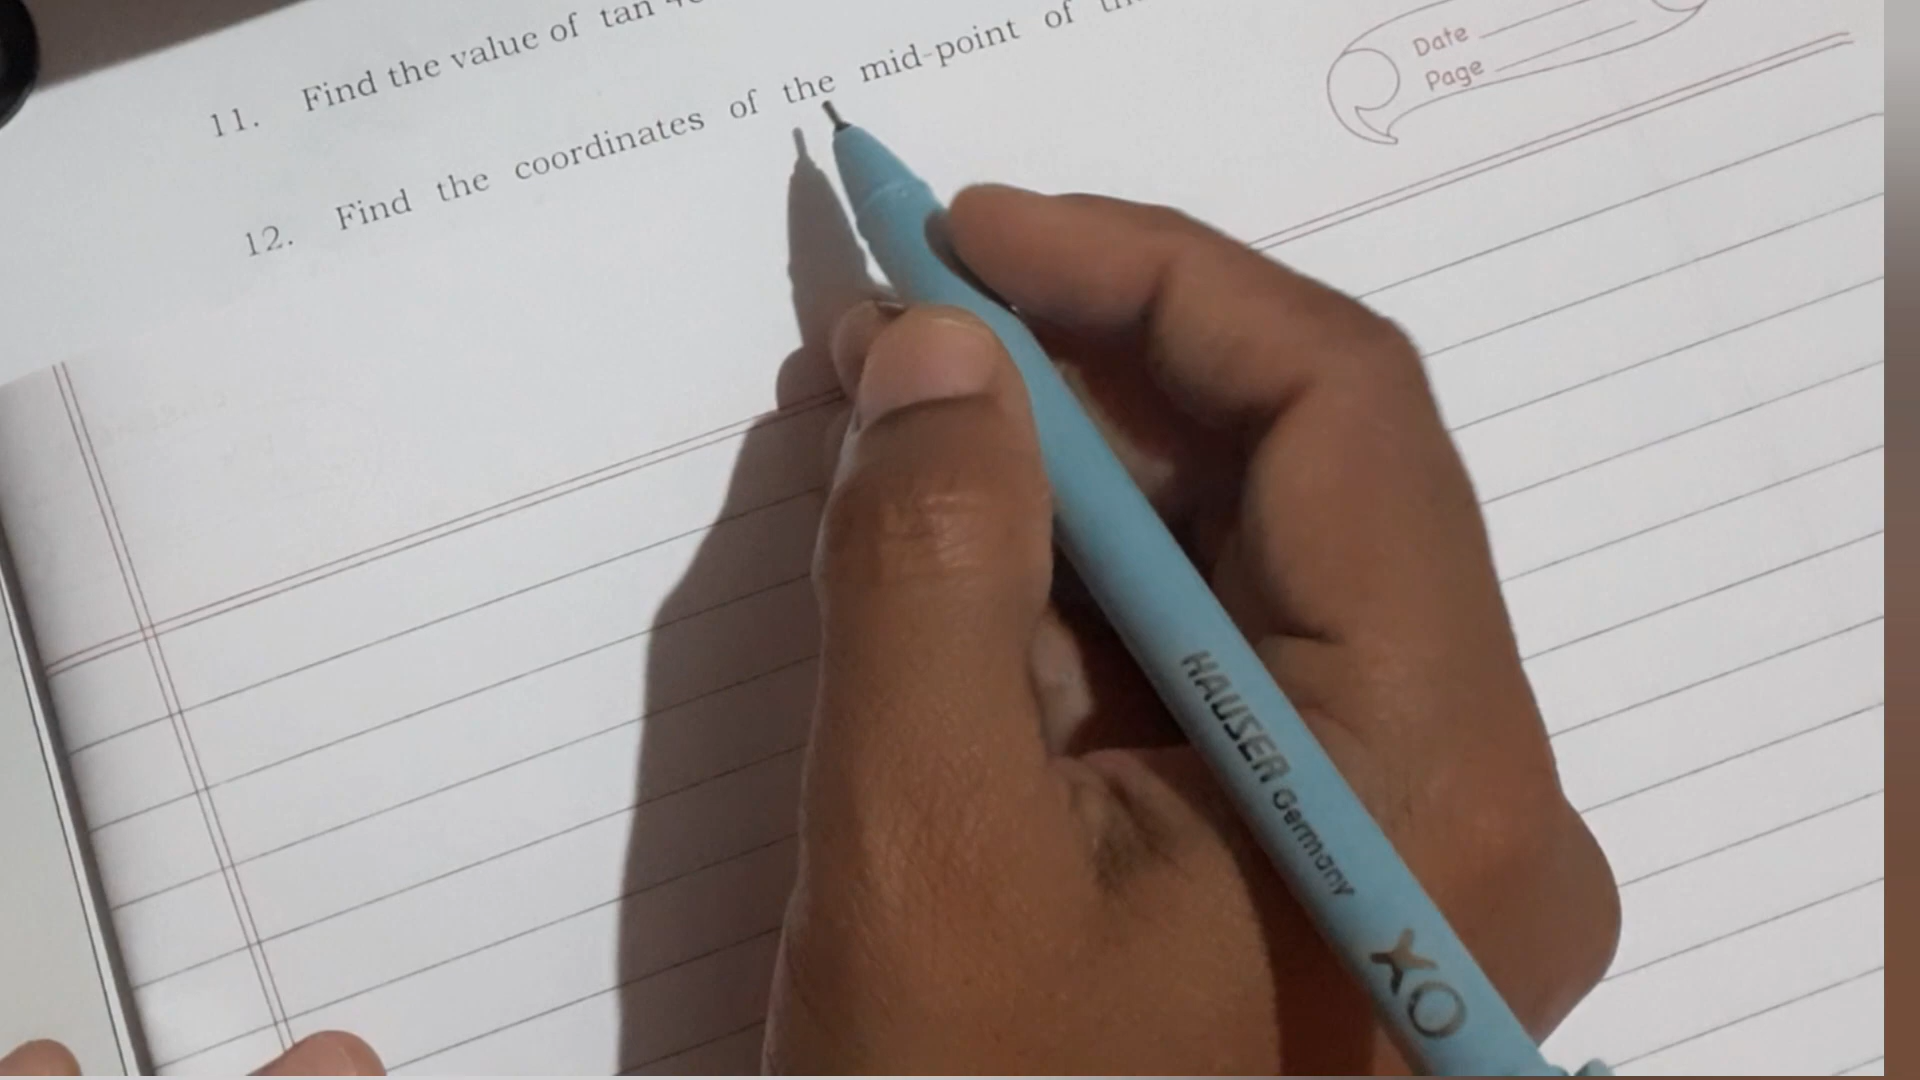 11. Find the value of tan
12. Find the coordinates of the mid-point of
Date
Page
HAUSER Germany XO